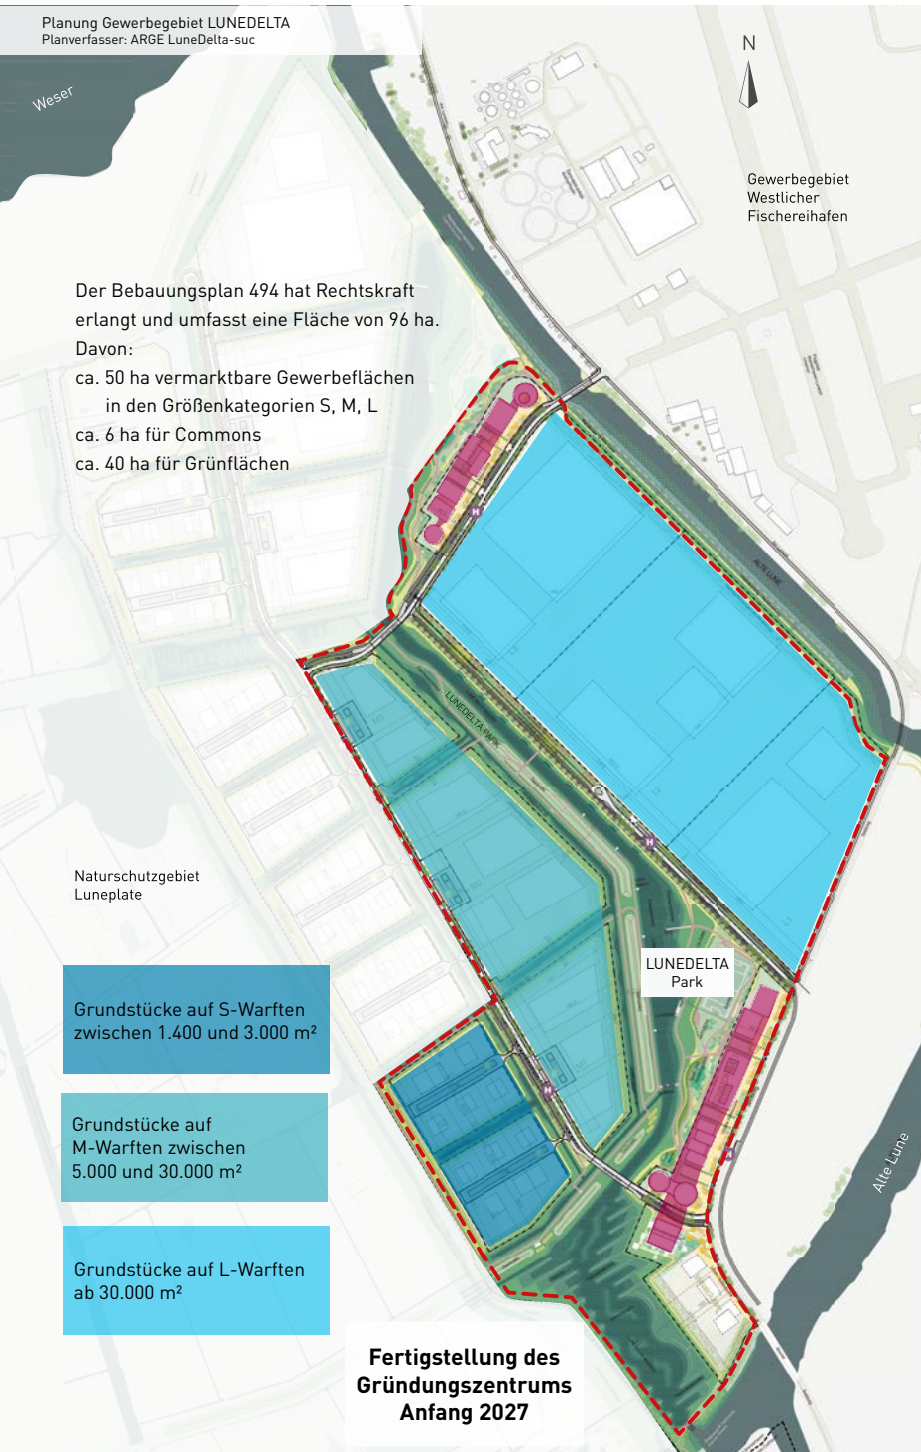 Planung Gewerbegebiet LUNEDELTA
Planverfasser: ARGE LuneDelta-suc
Weser
N
Gewerbegebiet
Westlicher
Fischereihafen
Der Bebauungsplan 494 hat Rechtskraft
erlangt und umfasst eine Fläche von 96 ha.
Davon:
ca. 50 ha vermarktbare Gewerbeflächen
in den Größenkategorien S, M, L
ca. 6 ha für Commons
ca. 40 ha für Grünflächen
H
ALTE LUNE
LUNEDELTA PARK
H
Naturschutzgebiet
Luneplate
LUNEDELTA
Park
Grundstücke auf S-Warften
zwischen 1.400 und 3.000 m²
H
Grundstücke auf
M-Warften zwischen
5.000 und 30.000 m²
H
Alte Lune
Grundstücke auf L-Warften
ab 30.000 m²
Fertigstellung des
Gründungszentrums
Anfang 2027